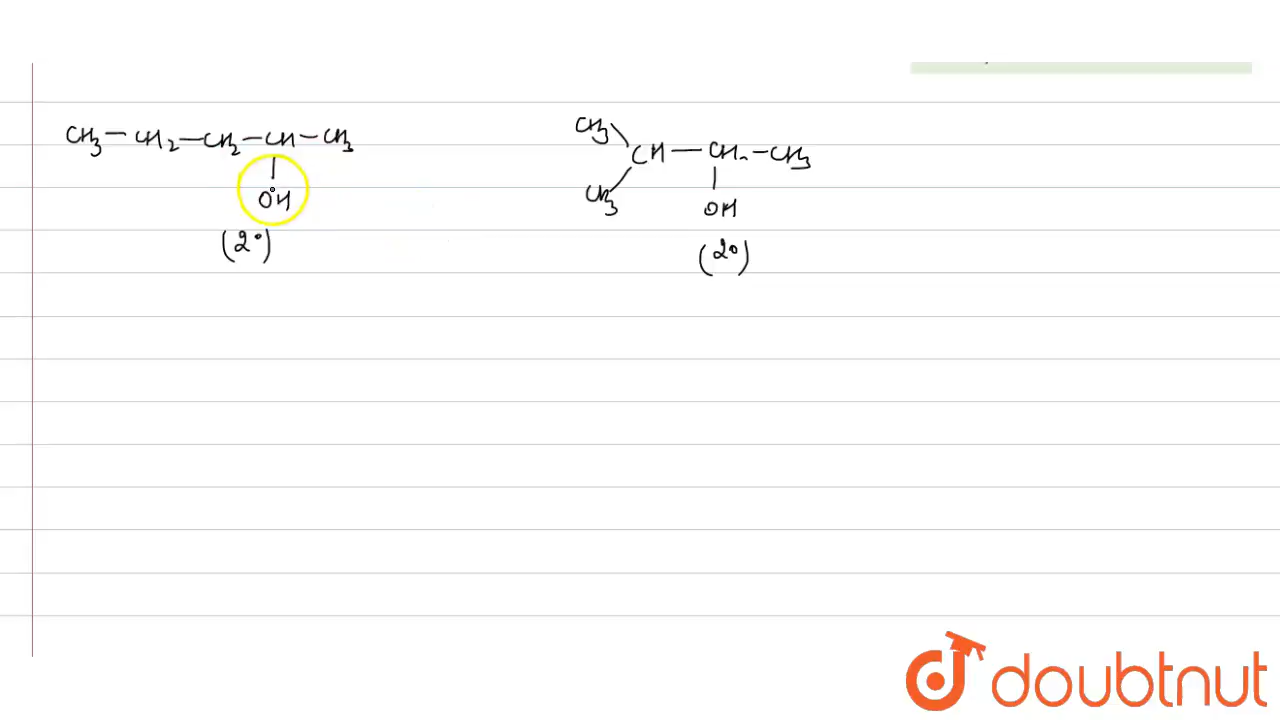 CH3 — CH2 — CH2 — CH — CH3
OH
(2°)
CH3
CH — CH — CH3
CH3
OH
(2°)
doubtnut